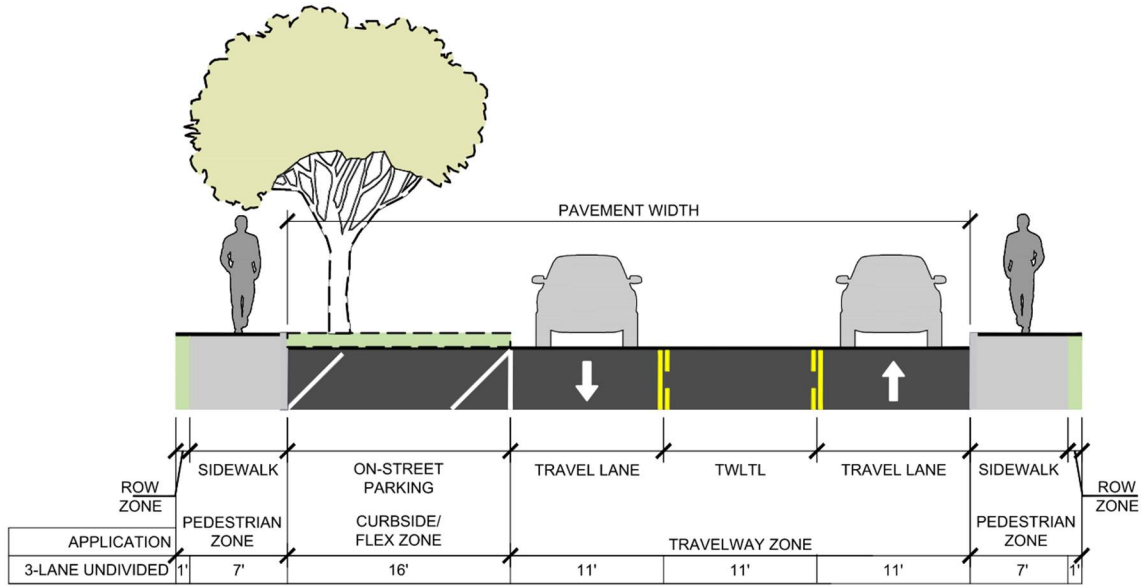 PAVEMENT WIDTH
SIDEWALK
ON-STREET
PARKING
TRAVEL LANE
TWLTL
TRAVEL LANE
SIDEWALK
ROW
ZONE
ROW
ZONE
PEDESTRIAN
ZONE
CURBSIDE/
FLEX ZONE
TRAVELWAY ZONE
PEDESTRIAN
ZONE
APPLICATION
3-LANE UNDIVIDED 1' 7' 16' 11' 11' 11' 7' 1'